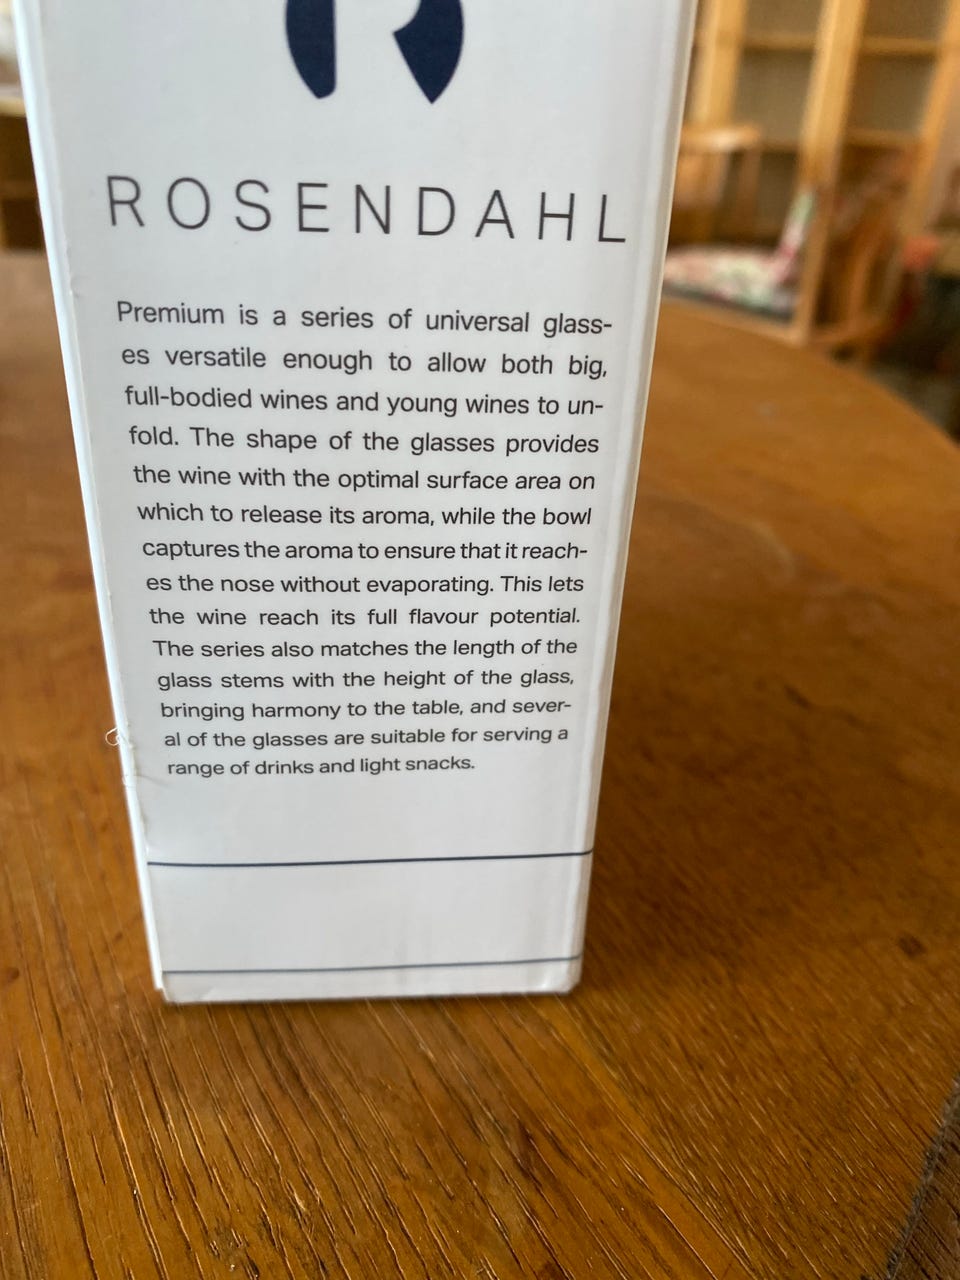 ROSENDAHL
Premium is a series of universal glass-
es versatile enough to allow both big,
full-bodied wines and young wines to un-
fold. The shape of the glasses provides
the wine with the optimal surface area on
which to release its aroma, while the bowl
captures the aroma to ensure that it reach-
es the nose without evaporating. This lets
the wine reach its full flavour potential.
The series also matches the length of the
glass stems with the height of the glass,
bringing harmony to the table, and sever-
al of the glasses are suitable for serving a
range of drinks and light snacks.